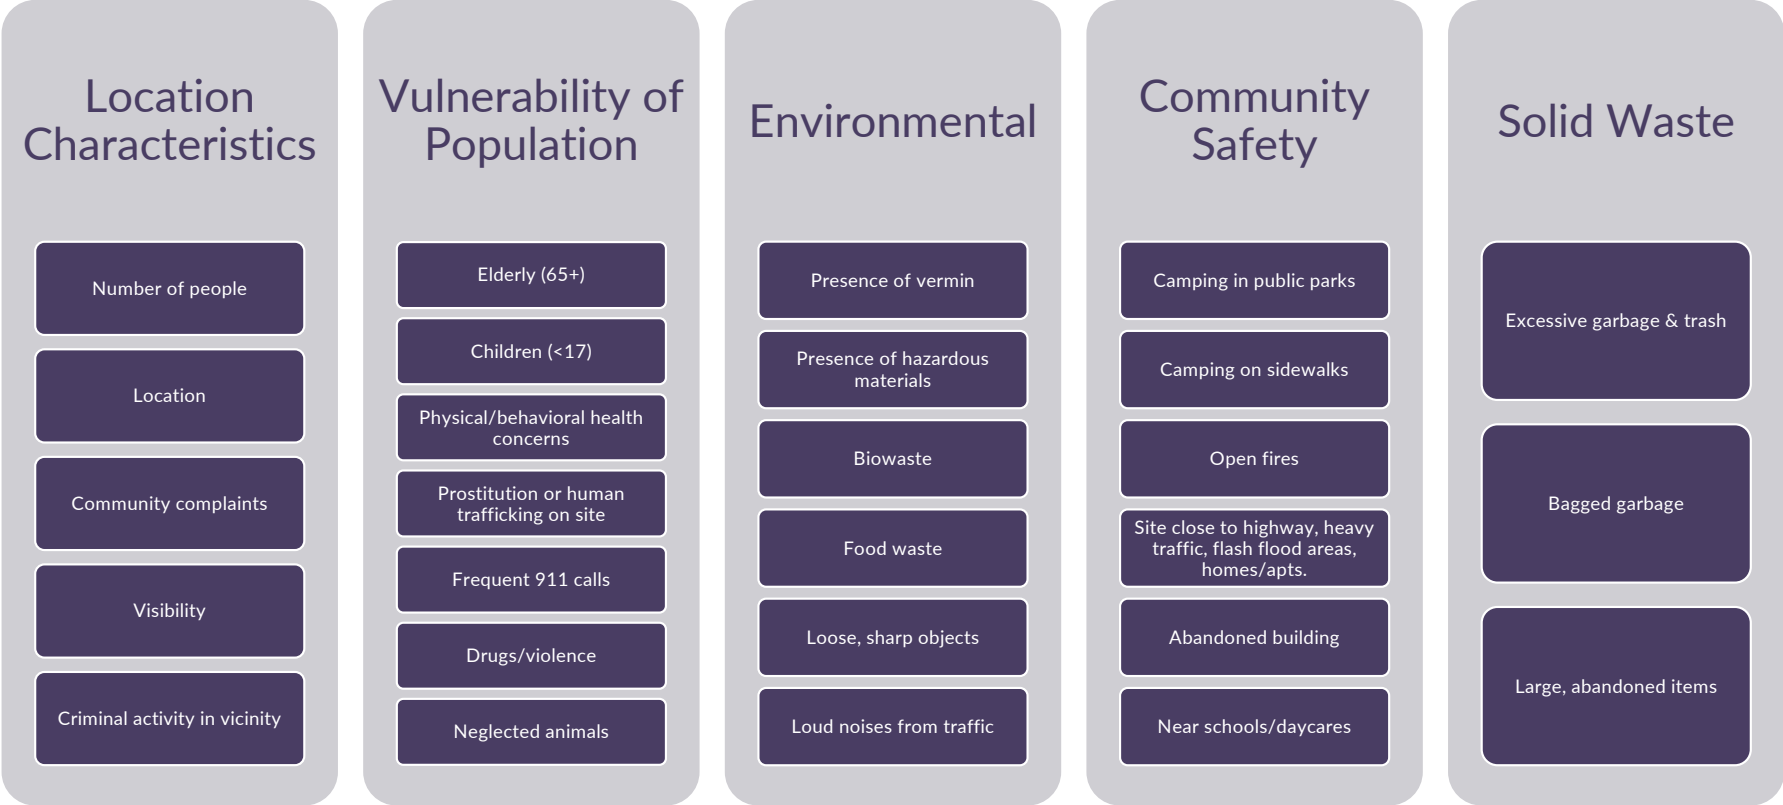 Location
Characteristics
Number of people
Location
Community complaints
Visibility
Criminal activity in vicinity
Vulnerability of
Population
Elderly (65+)
Children (<17)
Physical/behavioral health
concerns
Prostitution or human
trafficking on site
Frequent 911 calls
Drugs/violence
Neglected animals
Environmental
Presence of vermin
Presence of hazardous
materials
Biowaste
Food waste
Loose, sharp objects
Loud noises from traffic
Community
Safety
Camping in public parks
Camping on sidewalks
Open fires
Site close to highway, heavy
traffic, flash flood areas,
homes/apts.
Abandoned building
Near schools/daycares
Solid Waste
Excessive garbage & trash
Bagged garbage
Large, abandoned items